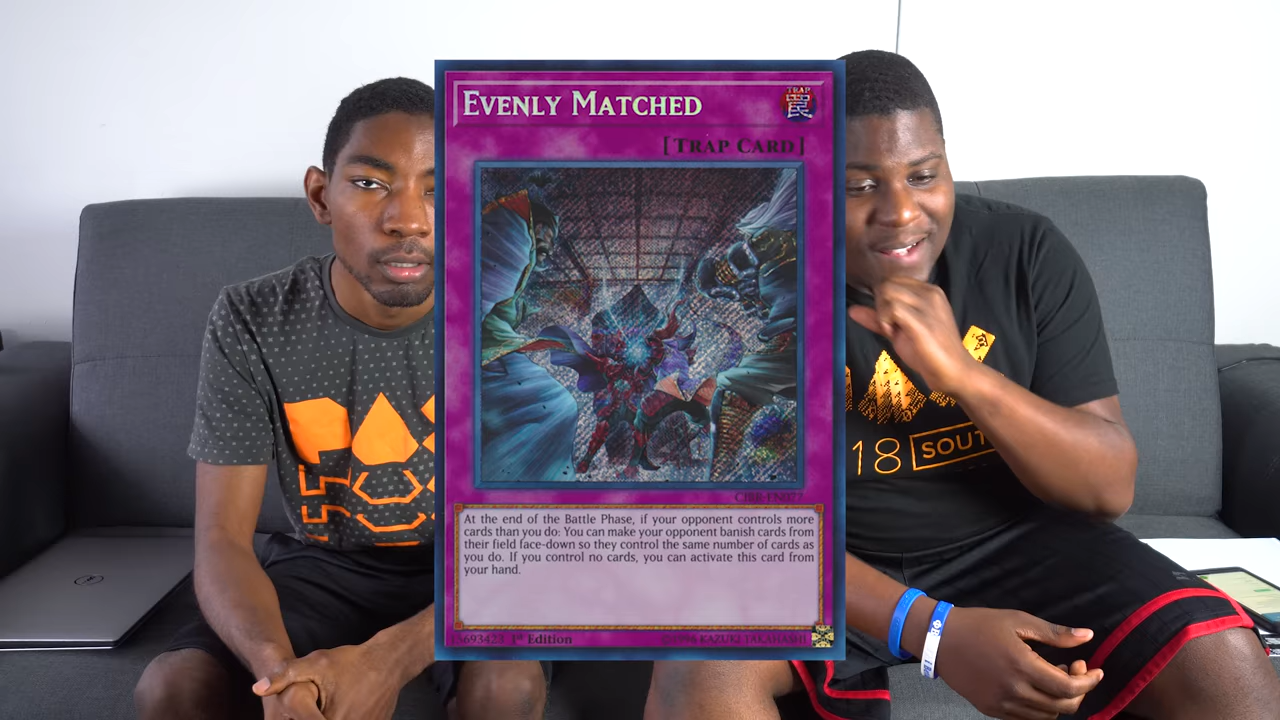 Evenly Matched
TRAP
罠
[Trap Card]
CIBR-EN077
At the end of the Battle Phase, if your opponent controls more
cards than you do: You can make your opponent banish cards from
their field face-down so they control the same number of cards as
you do. If you control no cards, you can activate this card from
your hand.
15693423 1st Edition
©1996 KAZUKI TAKAHASHI
18 SOUT